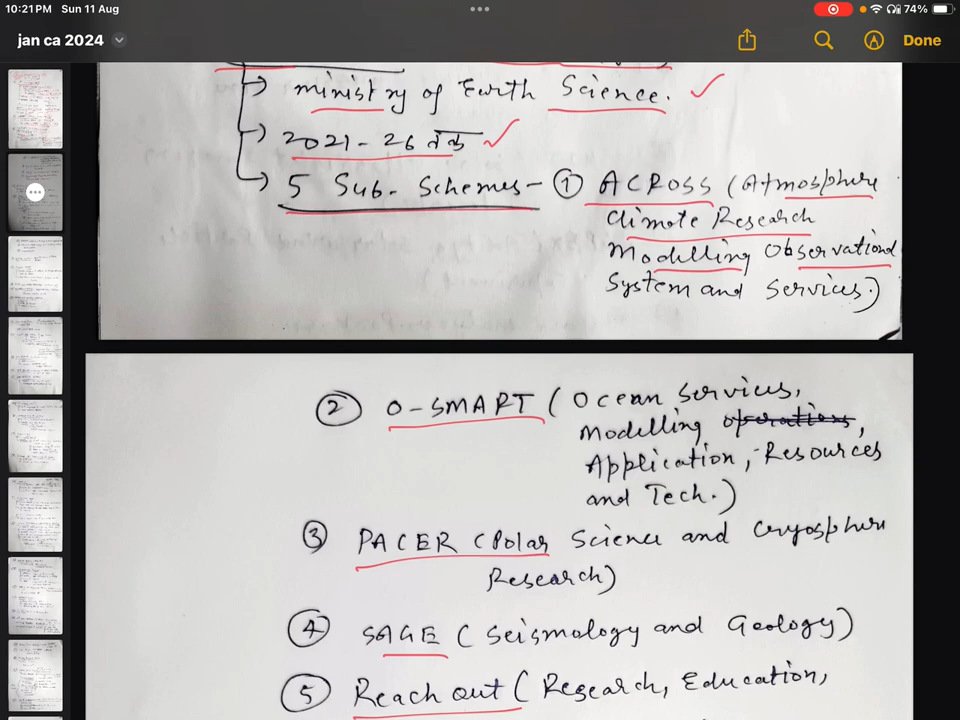 10:21PM Sun 11 Aug
74%
jan ca 2024
Done
ministry of Earth Science.
2021-26 तक
5 Sub-Schemes - ① ACROSS (Atmosphere
Climate Research
Modelling Observational
System and Services.)
② O-SMART (Ocean Services,
Modelling operations,
Application, Resources
and Tech.)
③ PACER (Polar Science and Cryosphere
Research)
④ SAGE (Seismology and Geology)
⑤ Reach out (Research, Education,